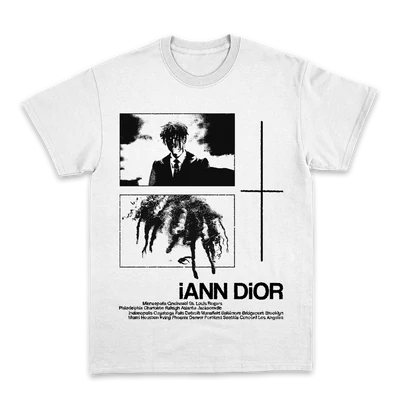 iANN DiOR
Minneapolis Cincinnati St. Louis Rogers
Philadelphia Charlotte Raleigh Atlanta Jacksonville
Indianapolis Cuyahoga Falls Detroit Mansfield Baltimore Bridgeport Brooklyn
Miami Houston Irving Phoenix Denver Portland Seattle Concord Los Angeles